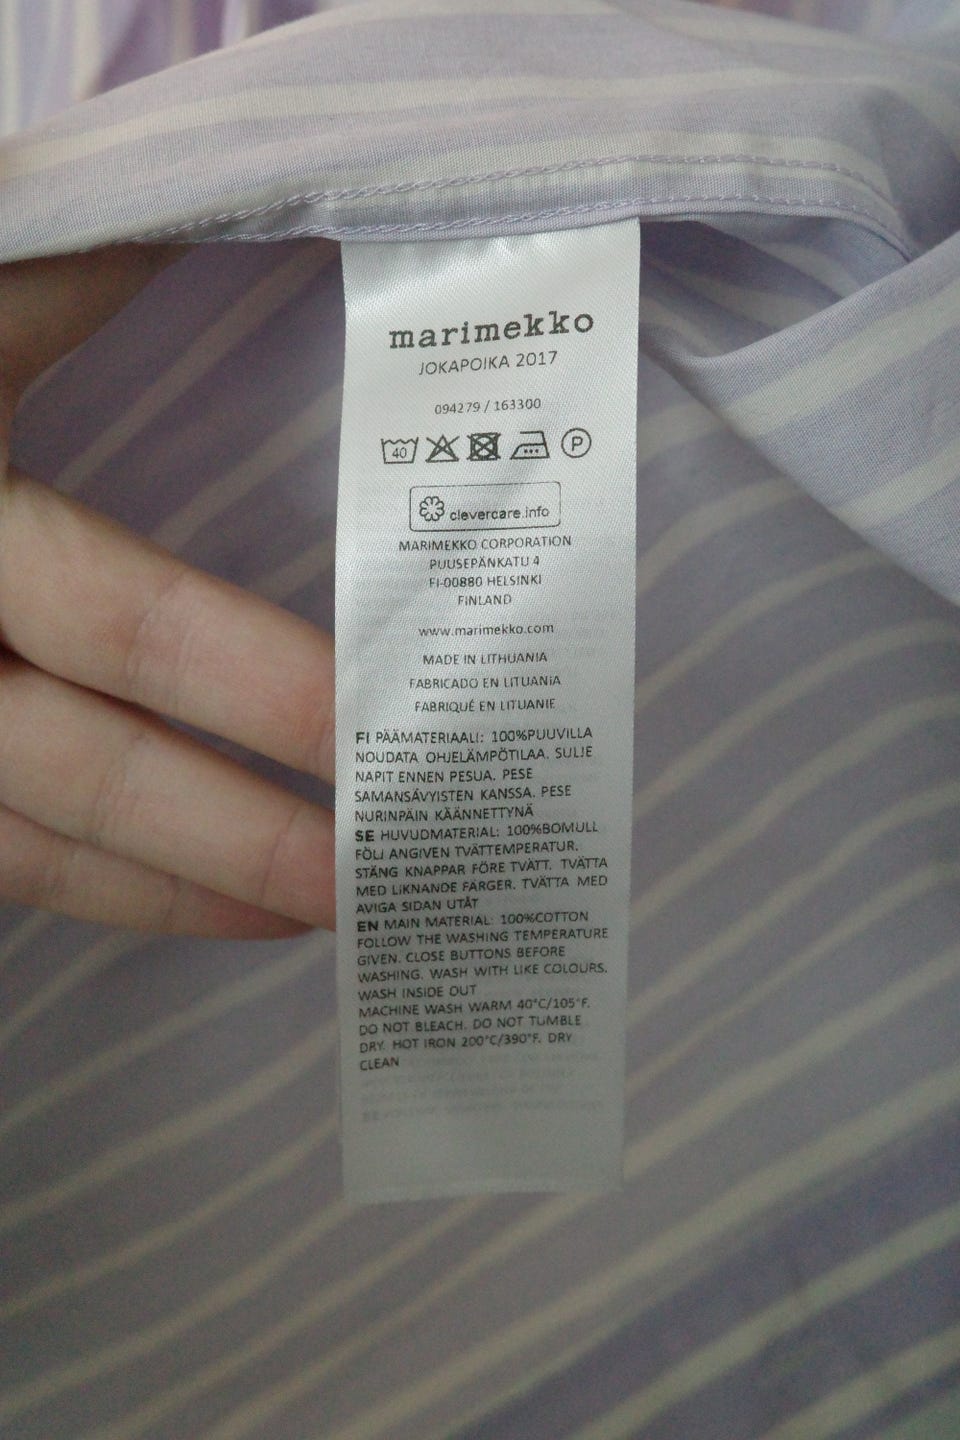 marimekko
JOKAPOIKA 2017
094279 / 163300
40 P
clevercare.info
MARIMEKKO CORPORATION
PUUSEPÄNKATU 4
FI-00880 HELSINKI
FINLAND
www.marimekko.com
MADE IN LITHUANIA
FABRICADO EN LITUANIA
FABRIQUÉ EN LITUANIE
FI PÄÄMATERIAALI: 100%PUUVILLA
NOUDATA OHJELÄMPÖTILAA. SULJE
NAPIT ENNEN PESUA. PESE
SAMANSÄVYISTEN KANSSA. PESE
NURINPÄIN KÄÄNNETTYNÄ
SE HUVUDMATERIAL: 100%BOMULL
FÖLJ ANGIVEN TVÄTTEMPERATUR.
STÄNG KNAPPAR FÖRE TVÄTT. TVÄTTA
MED LIKNANDE FÄRGER. TVÄTTA MED
AVIGA SIDAN UTÅT
EN MAIN MATERIAL: 100%COTTON
FOLLOW THE WASHING TEMPERATURE
GIVEN. CLOSE BUTTONS BEFORE
WASHING. WASH WITH LIKE COLOURS.
WASH INSIDE OUT
MACHINE WASH WARM 40°C/105°F.
DO NOT BLEACH. DO NOT TUMBLE
DRY. HOT IRON 200°C/390°F. DRY
CLEAN